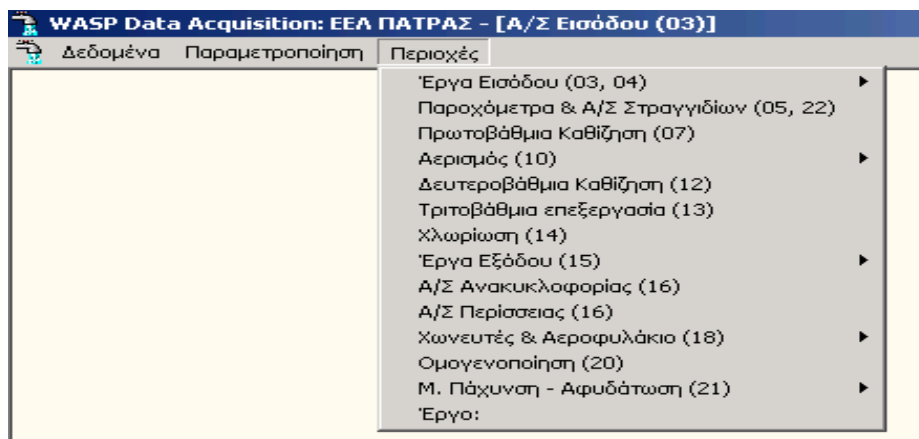 WASP Data Acquisition: ΕΕΛ ΠΑΤΡΑΣ - [Α/Σ Εισόδου (03)]
Δεδομένα Παραμετροποίηση Περιοχές
Έργα Εισόδου (03, 04)
Παροχόμετρα & Α/Σ Στραγγιδίων (05, 22)
Πρωτοβάθμια Καθίζηση (07)
Αερισμός (10)
Δευτεροβάθμια Καθίζηση (12)
Τριτοβάθμια επεξεργασία (13)
Χλωρίωση (14)
Έργα Εξόδου (15)
Α/Σ Ανακυκλοφορίας (16)
Α/Σ Περίσσειας (16)
Χωνευτές & Αεροφυλάκιο (18)
Ομογενοποίηση (20)
Μ. Πάχυνση - Αφυδάτωση (21)
Έργο: